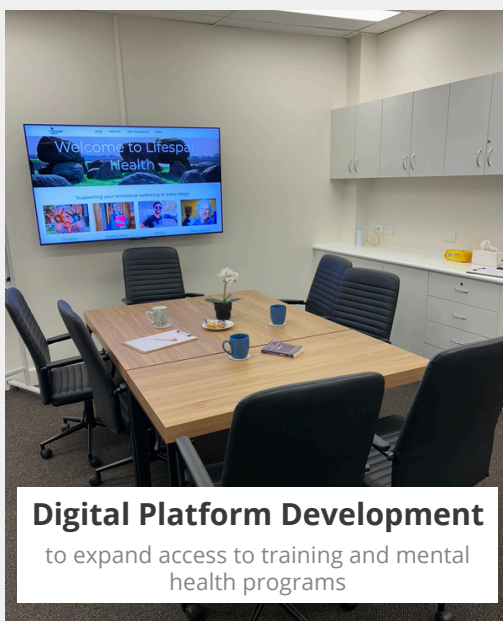 Welcome to Lifespan
Health
Supporting your emotional wellbeing at every stage
Digital Platform Development
to expand access to training and mental
health programs